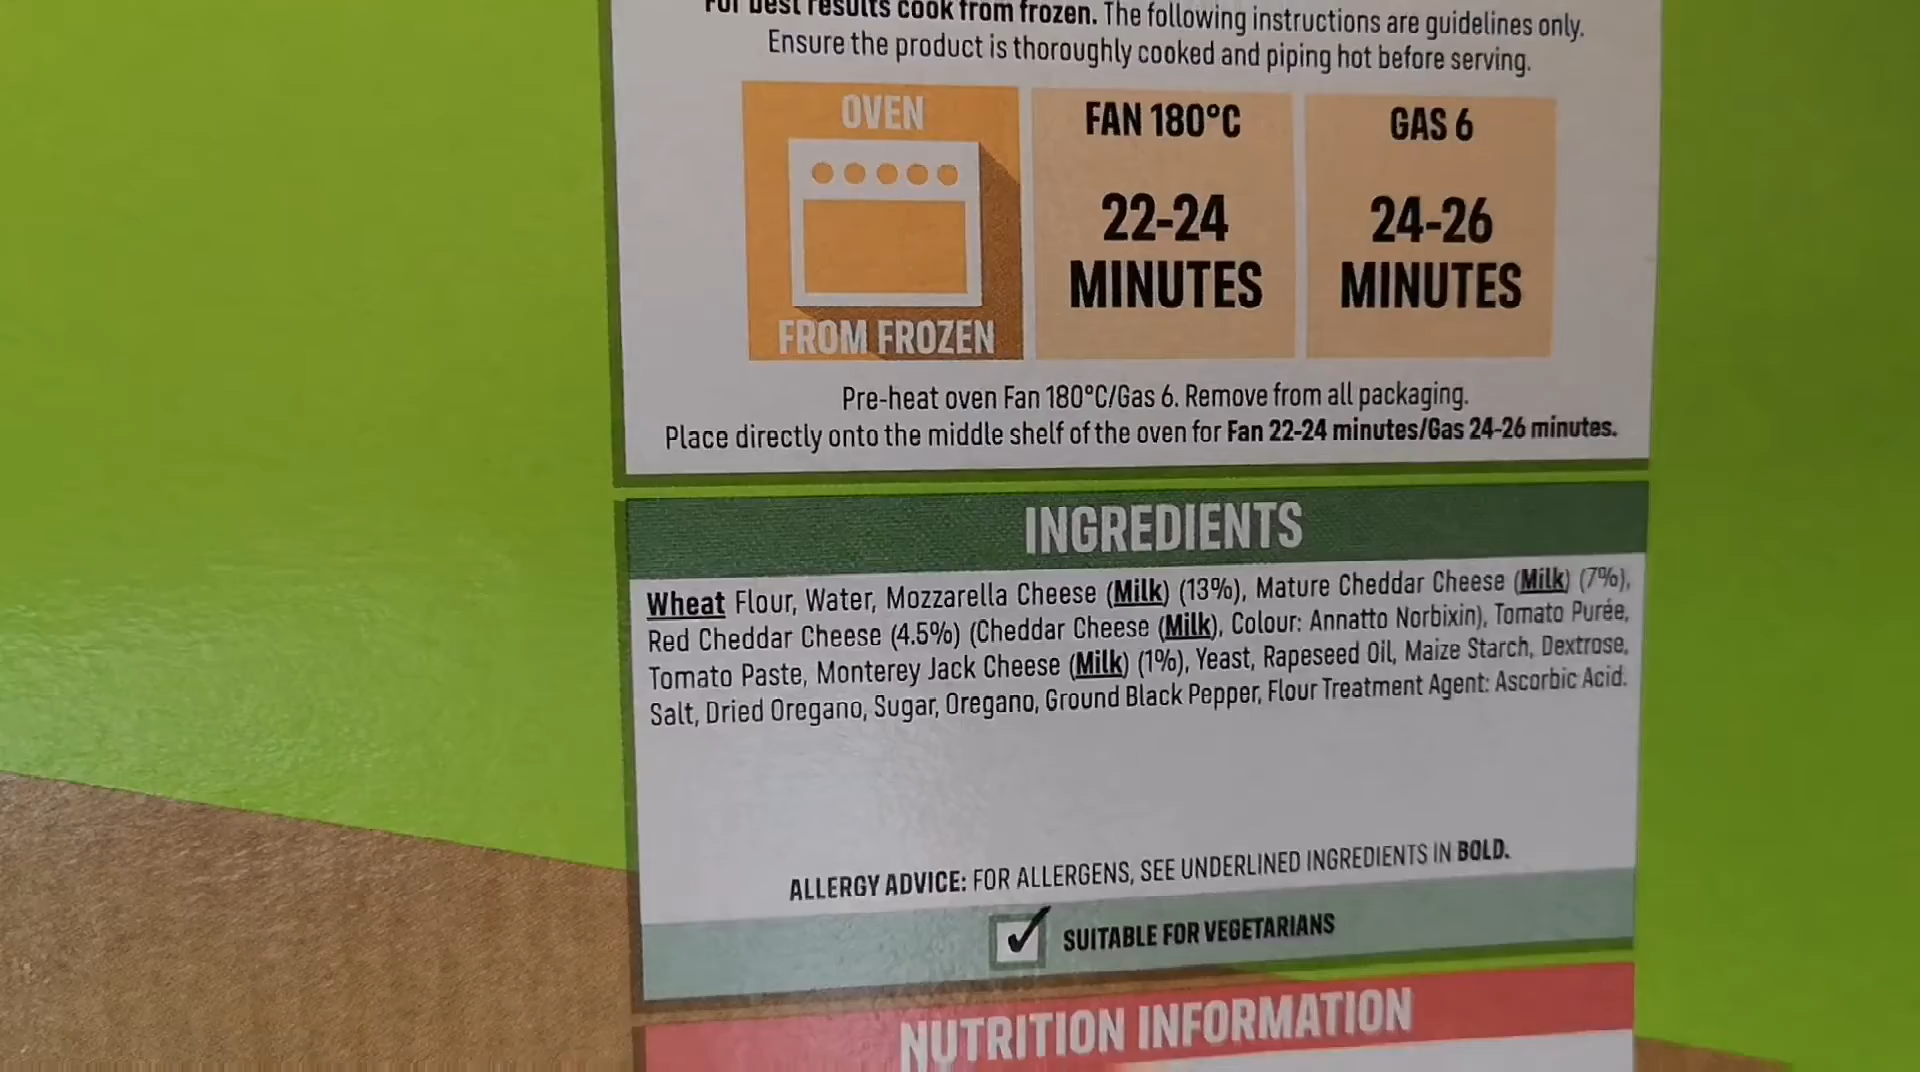 For best results cook from frozen. The following instructions are guidelines only.
Ensure the product is thoroughly cooked and piping hot before serving.
OVEN
FROM FROZEN
FAN 180°C
22-24
MINUTES
GAS 6
24-26
MINUTES
Pre-heat oven Fan 180°C/Gas 6. Remove from all packaging.
Place directly onto the middle shelf of the oven for Fan 22-24 minutes/Gas 24-26 minutes.
INGREDIENTS
Wheat Flour, Water, Mozzarella Cheese (Milk) (13%), Mature Cheddar Cheese (Milk) (7%),
Red Cheddar Cheese (4.5%) (Cheddar Cheese (Milk), Colour: Annatto Norbixin), Tomato Purée,
Tomato Paste, Monterey Jack Cheese (Milk) (1%), Yeast, Rapeseed Oil, Maize Starch, Dextrose,
Salt, Dried Oregano, Sugar, Oregano, Ground Black Pepper, Flour Treatment Agent: Ascorbic Acid.
ALLERGY ADVICE: FOR ALLERGENS, SEE UNDERLINED INGREDIENTS IN BOLD.
SUITABLE FOR VEGETARIANS
NUTRITION INFORMATION